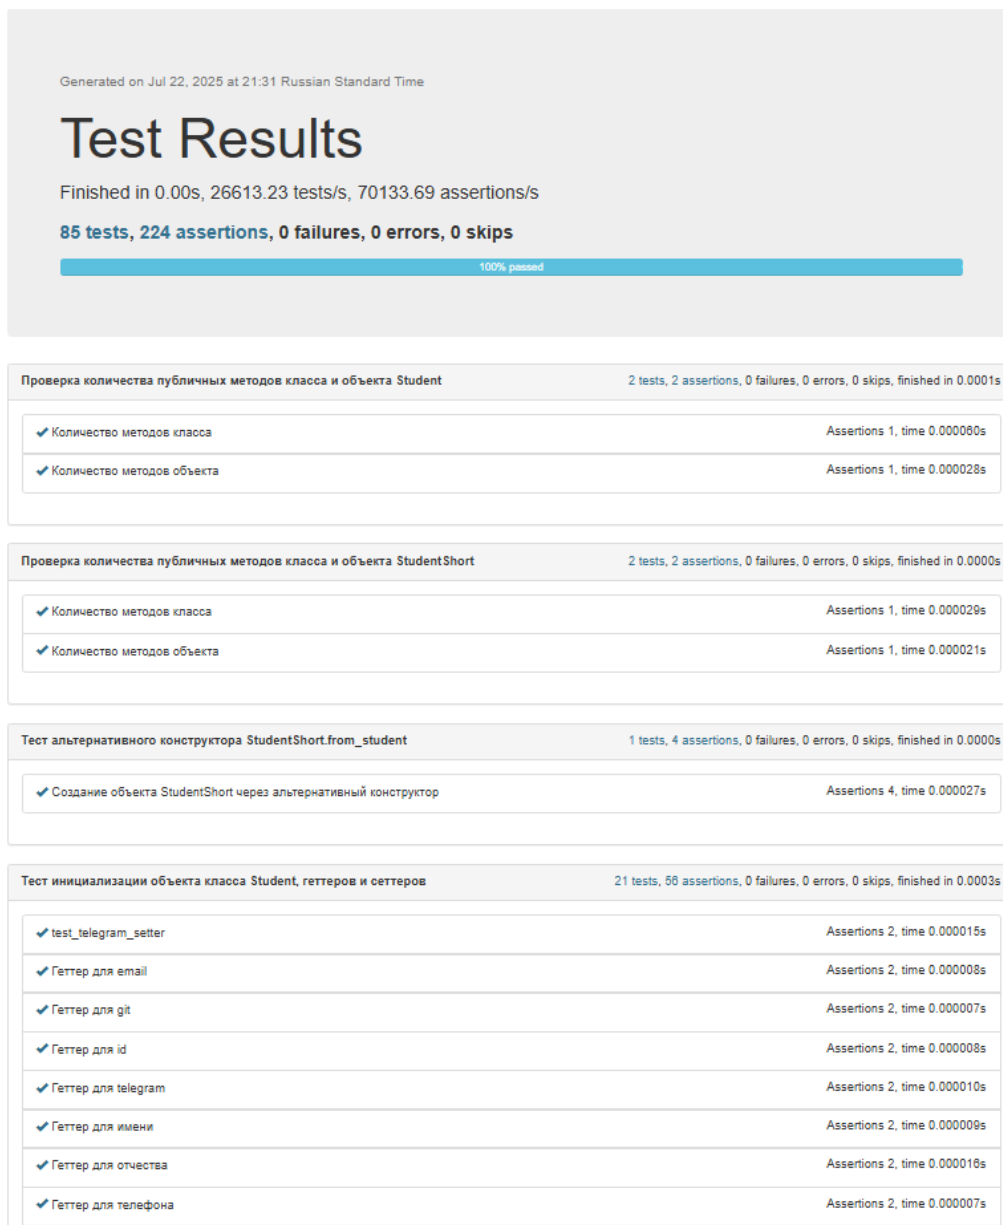 Generated on Jul 22, 2025 at 21:31 Russian Standard Time
Test Results
Finished in 0.00s, 26613.23 tests/s, 70133.69 assertions/s
85 tests, 224 assertions, 0 failures, 0 errors, 0 skips
100% passed
Проверка количества публичных методов класса и объекта Student 2 tests, 2 assertions, 0 failures, 0 errors, 0 skips, finished in 0.0001s
Количество методов класса Assertions 1, time 0.000060s
Количество методов объекта Assertions 1, time 0.000028s
Проверка количества публичных методов класса и объекта StudentShort 2 tests, 2 assertions, 0 failures, 0 errors, 0 skips, finished in 0.0000s
Количество методов класса Assertions 1, time 0.000029s
Количество методов объекта Assertions 1, time 0.000021s
Тест альтернативного конструктора StudentShort.from_student 1 tests, 4 assertions, 0 failures, 0 errors, 0 skips, finished in 0.0000s
Создание объекта StudentShort через альтернативный конструктор Assertions 4, time 0.000027s
Тест инициализации объекта класса Student, геттеров и сеттеров 21 tests, 56 assertions, 0 failures, 0 errors, 0 skips, finished in 0.0003s
test_telegram_setter Assertions 2, time 0.000015s
Геттер для email Assertions 2, time 0.000008s
Геттер для git Assertions 2, time 0.000007s
Геттер для id Assertions 2, time 0.000008s
Геттер для telegram Assertions 2, time 0.000010s
Геттер для имени Assertions 2, time 0.000009s
Геттер для отчества Assertions 2, time 0.000016s
Геттер для телефона Assertions 2, time 0.000007s